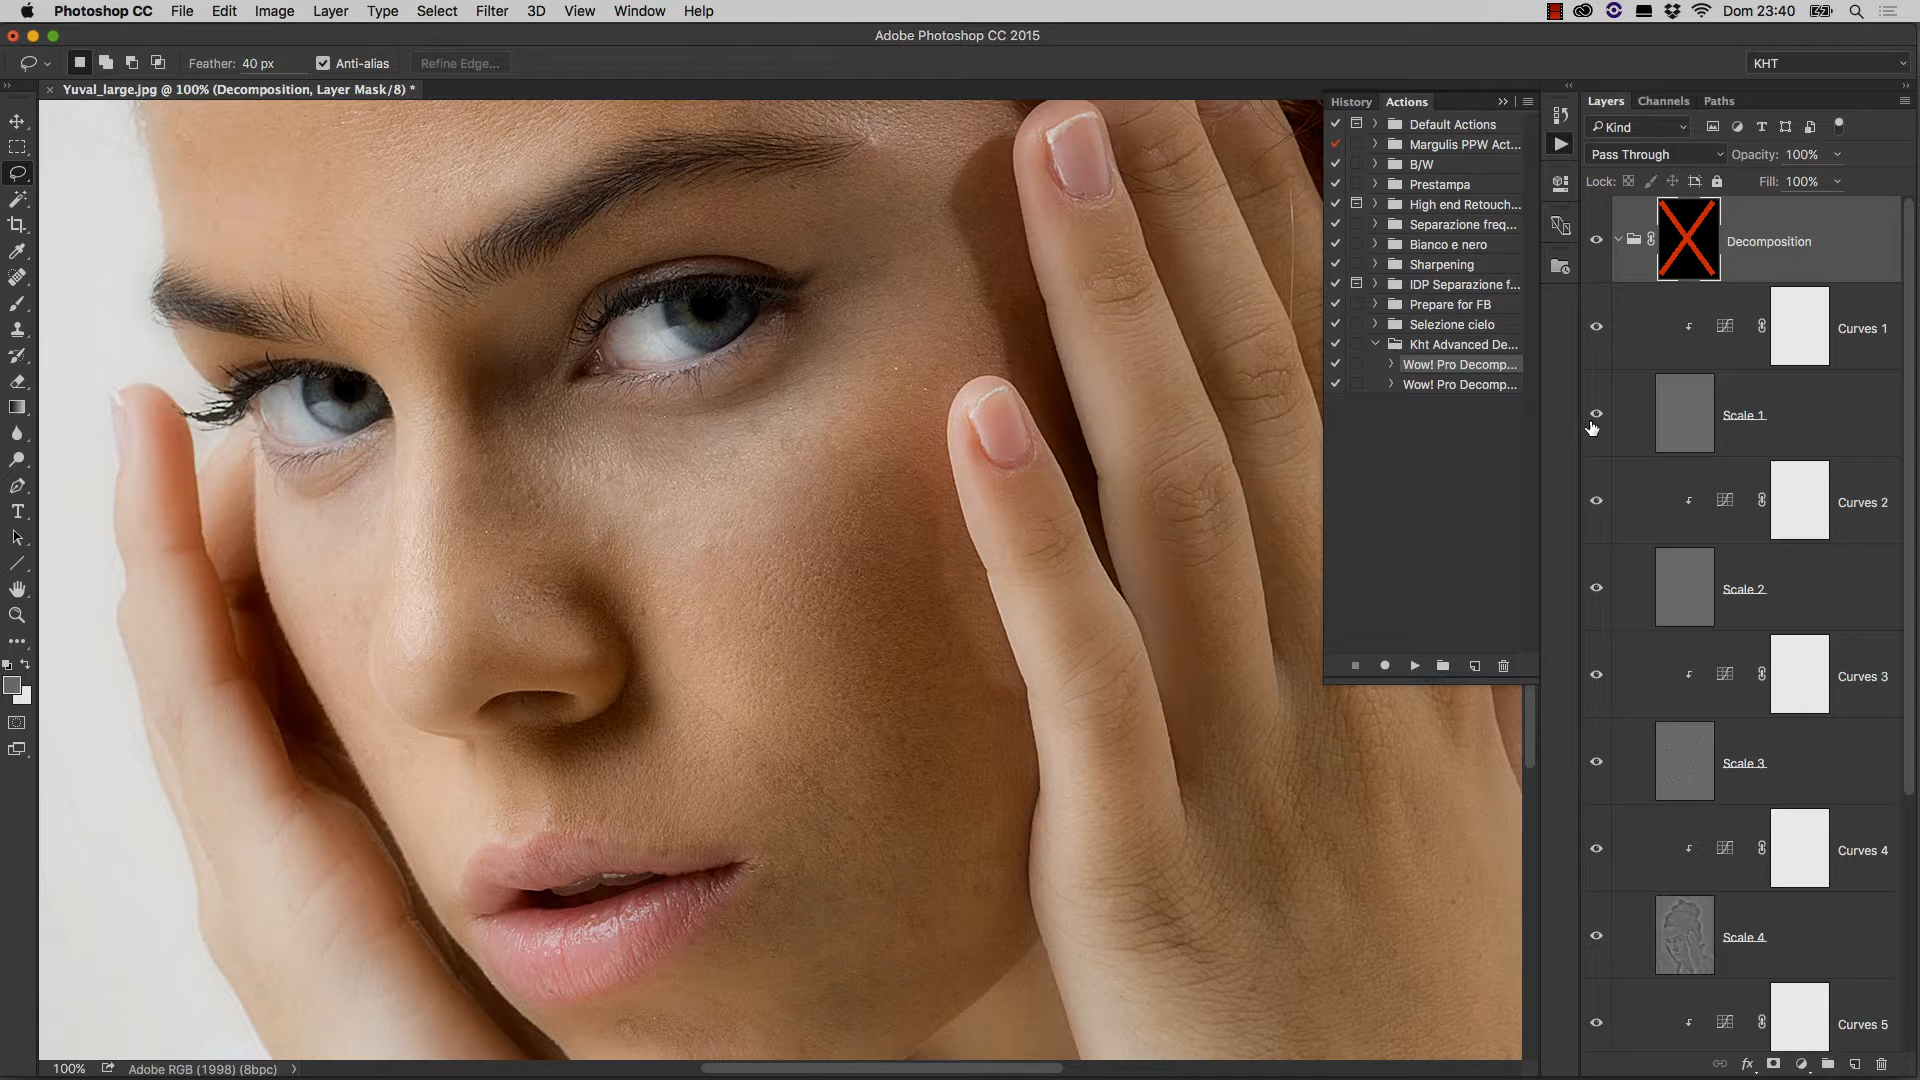 Photoshop CC File Edit Image Layer Type Select Filter 3D View Window Help Dom 23:40
Adobe Photoshop CC 2015
Feather: 40 px Anti-alias Refine Edge... KHT
Yuval_large.jpg @ 100% (Decomposition, Layer Mask/8) *
History Actions
Default Actions
Margulis PPW Act...
B/W
Prestampa
High end Retouch...
Separazione freq...
Bianco e nero
Sharpening
IDP Separazione f...
Prepare for FB
Selezione cielo
Kht Advanced De...
Wow! Pro Decomp...
Wow! Pro Decomp...
Layers Channels Paths
Kind
Pass Through Opacity: 100%
Lock: Fill: 100%
Decomposition
Curves 1
Scale 1
Curves 2
Scale 2
Curves 3
Scale 3
Curves 4
Scale 4
Curves 5
100% Adobe RGB (1998) (8bpc)